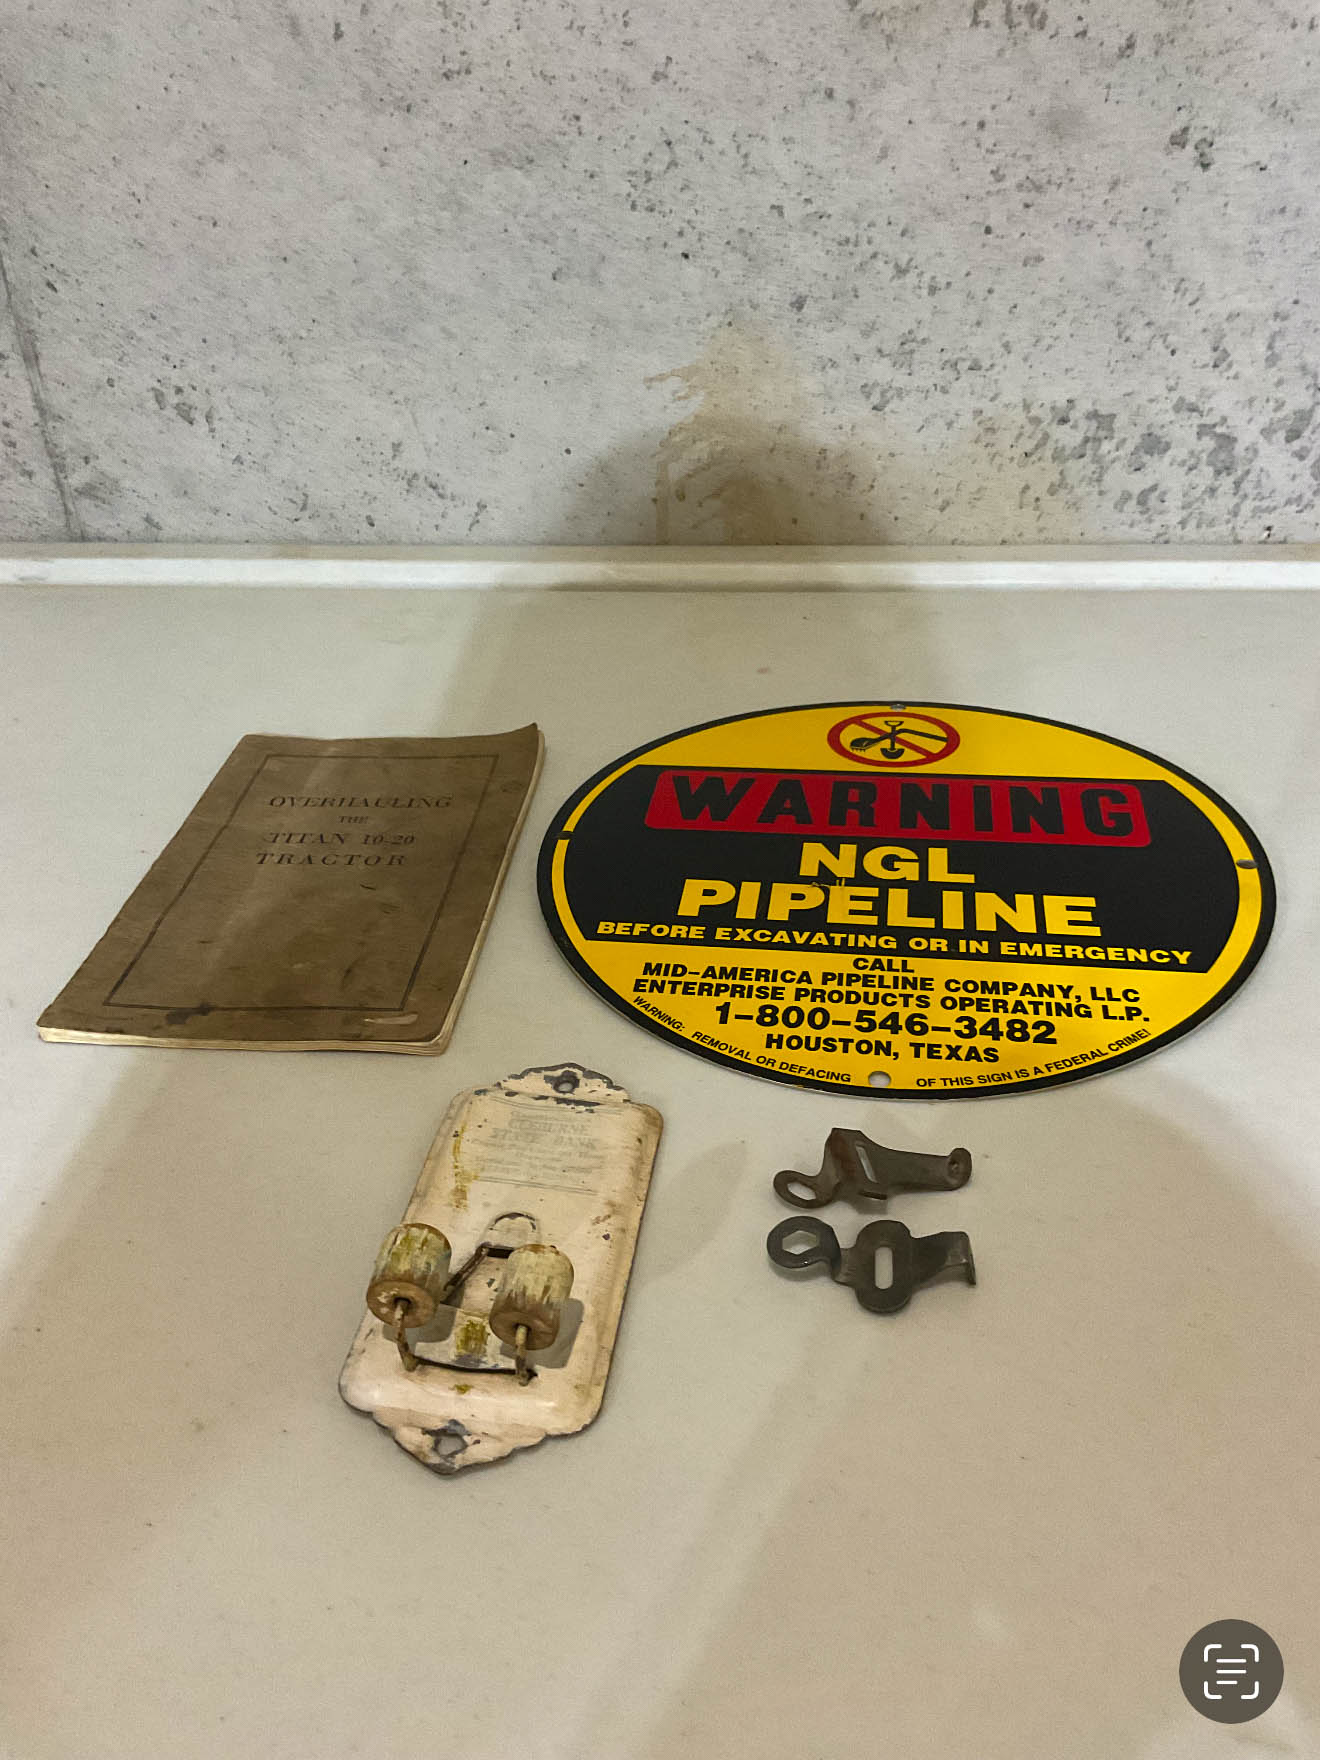 OVERHAULING
THE
TITAN 10-20
TRACTOR
WARNING
NGL
PIPELINE
BEFORE EXCAVATING OR IN EMERGENCY
CALL
MID-AMERICA PIPELINE COMPANY, LLC
ENTERPRISE PRODUCTS OPERATING L.P.
1-800-546-3482
HOUSTON, TEXAS
WARNING: REMOVAL OR DEFACING OF THIS SIGN IS A FEDERAL CRIME!
CLEBURNE
STATE BANK